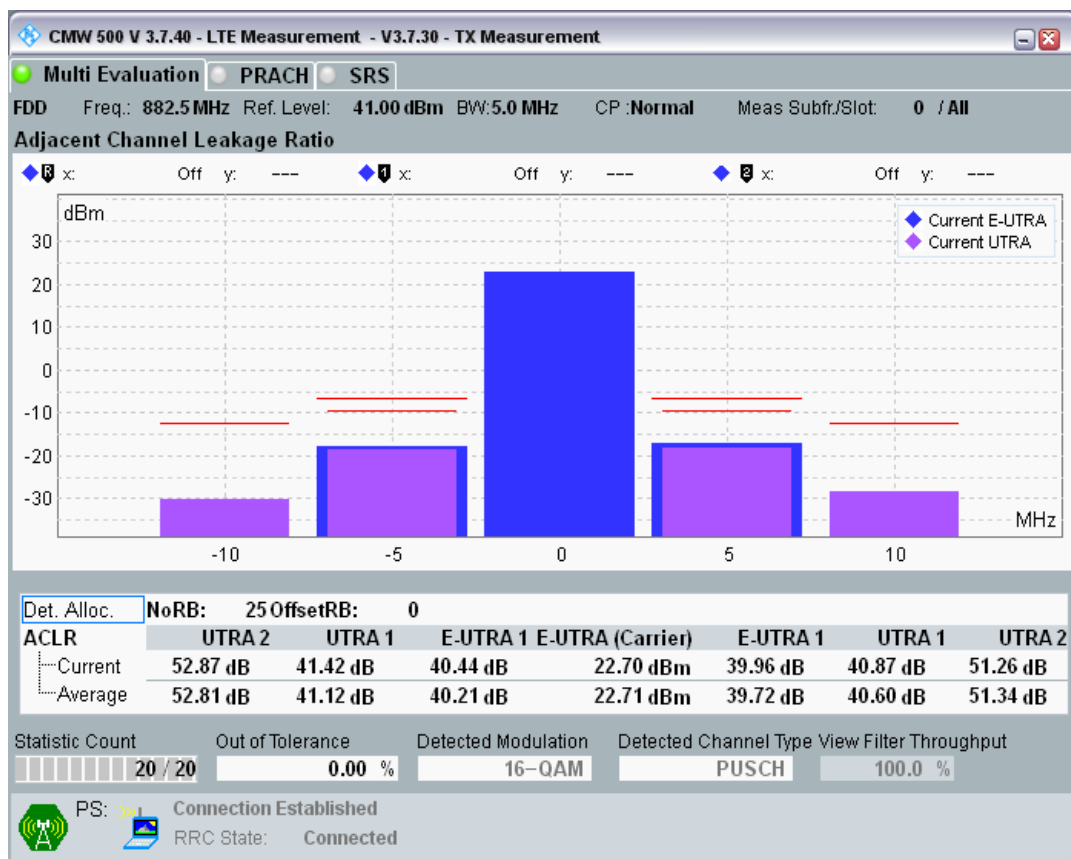 CMW 500 V 3.7.40 - LTE Measurement - V3.7.30 - TX Measurement
Multi Evaluation PRACH SRS
FDD Freq.: 882.5 MHz Ref. Level: 41.00 dBm BW: 5.0 MHz CP : Normal Meas Subfr./Slot: 0 / All
Adjacent Channel Leakage Ratio
R x: Off y: --- 1 x: Off y: --- 2 x: Off y: ---
dBm
Current E-UTRA
Current UTRA
30
20
10
0
-10
-20
-30
MHz
-10 -5 0 5 10
Det. Alloc. NoRB: 25 OffsetRB: 0
ACLR UTRA 2 UTRA 1 E-UTRA 1 E-UTRA (Carrier) E-UTRA 1 UTRA 1 UTRA 2
Current 52.87 dB 41.42 dB 40.44 dB 22.70 dBm 39.96 dB 40.87 dB 51.26 dB
Average 52.81 dB 41.12 dB 40.21 dB 22.71 dBm 39.72 dB 40.60 dB 51.34 dB
Statistic Count Out of Tolerance Detected Modulation Detected Channel Type View Filter Throughput
20 / 20 0.00 % 16-QAM PUSCH 100.0 %
PS: Connection Established
RRC State: Connected